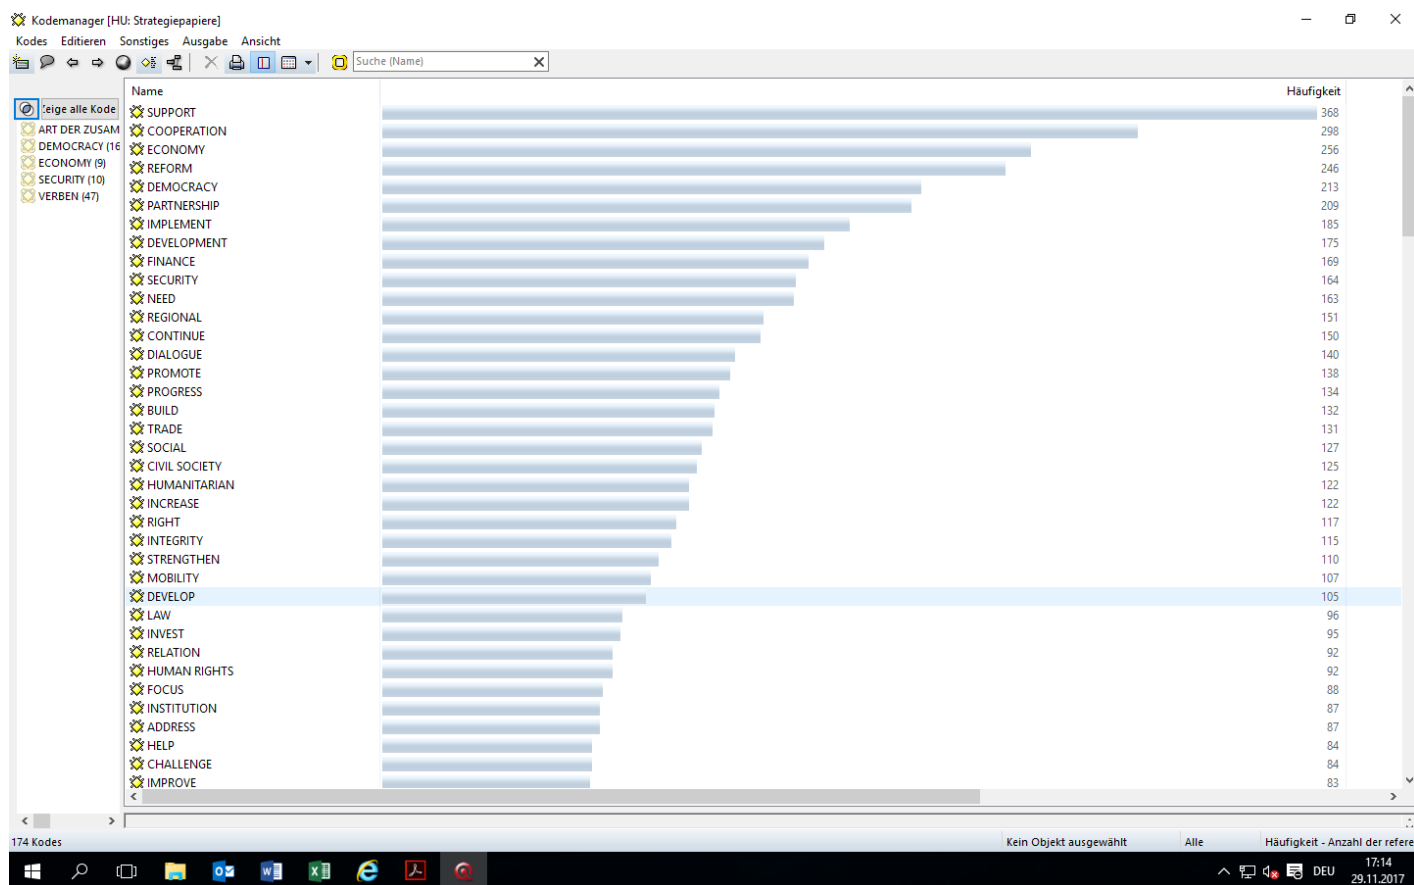 Kodemanager [HU: Strategiepapiere]
Kodes Editieren Sonstiges Ausgabe Ansicht
Suche (Name)
Name Häufigkeit
Zeige alle Kode
ART DER ZUSAM
DEMOCRACY (16
ECONOMY (9)
SECURITY (10)
VERBEN (47)
SUPPORT 368
COOPERATION 298
ECONOMY 256
REFORM 246
DEMOCRACY 213
PARTNERSHIP 209
IMPLEMENT 185
DEVELOPMENT 175
FINANCE 169
SECURITY 164
NEED 163
REGIONAL 151
CONTINUE 150
DIALOGUE 140
PROMOTE 138
PROGRESS 134
BUILD 132
TRADE 131
SOCIAL 127
CIVIL SOCIETY 125
HUMANITARIAN 122
INCREASE 122
RIGHT 117
INTEGRITY 115
STRENGTHEN 110
MOBILITY 107
DEVELOP 105
LAW 96
INVEST 95
RELATION 92
HUMAN RIGHTS 92
FOCUS 88
INSTITUTION 87
ADDRESS 87
HELP 84
CHALLENGE 84
IMPROVE 83
174 Kodes Kein Objekt ausgewählt Alle Häufigkeit - Anzahl der refere
DEU 17:14
29.11.2017